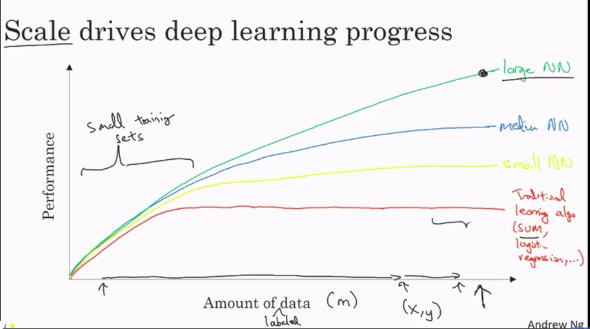 Scale drives deep learning progress
large NN
small training
sets
medium NN
small NN
Performance
Traditional
learning algo
(SVM,
logistic
regression,...)
Amount of data (m)
(x,y)
labeled
Andrew Ng